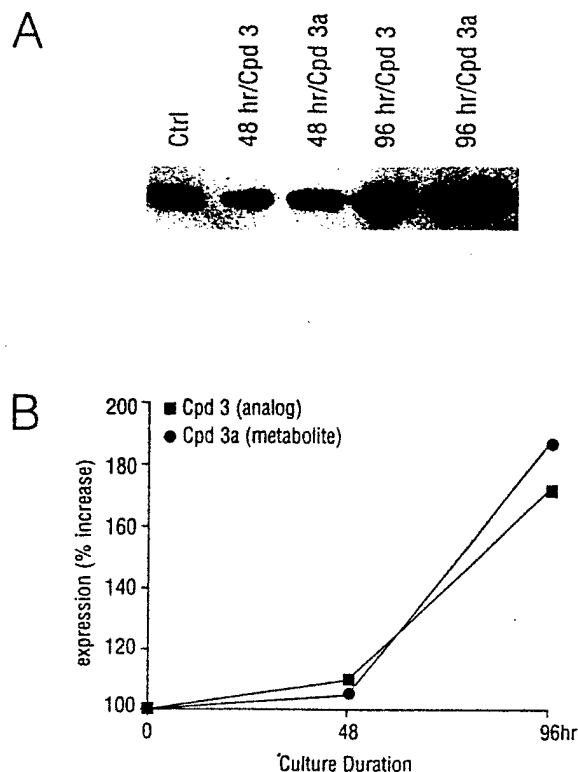 A
Ctrl
48 hr/Cpd 3
48 hr/Cpd 3a
96 hr/Cpd 3
96 hr/Cpd 3a
B
Cpd 3 (analog)
Cpd 3a (metabolite)
expression (% increase)
200
180
160
140
120
100
0
48
96hr
Culture Duration